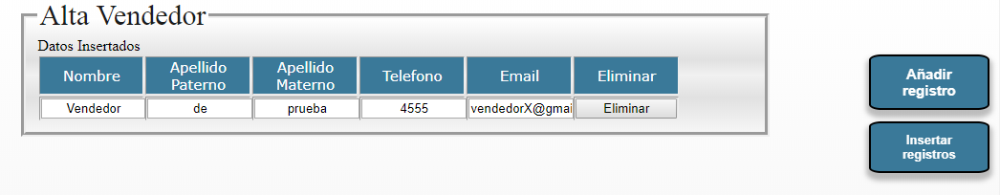 Alta Vendedor
Datos Insertados
Nombre
Apellido
Paterno
Apellido
Materno
Telefono
Email
Eliminar
Vendedor
de
prueba
4555
vendedorX@gmai
Eliminar
Añadir
registro
Insertar
registros